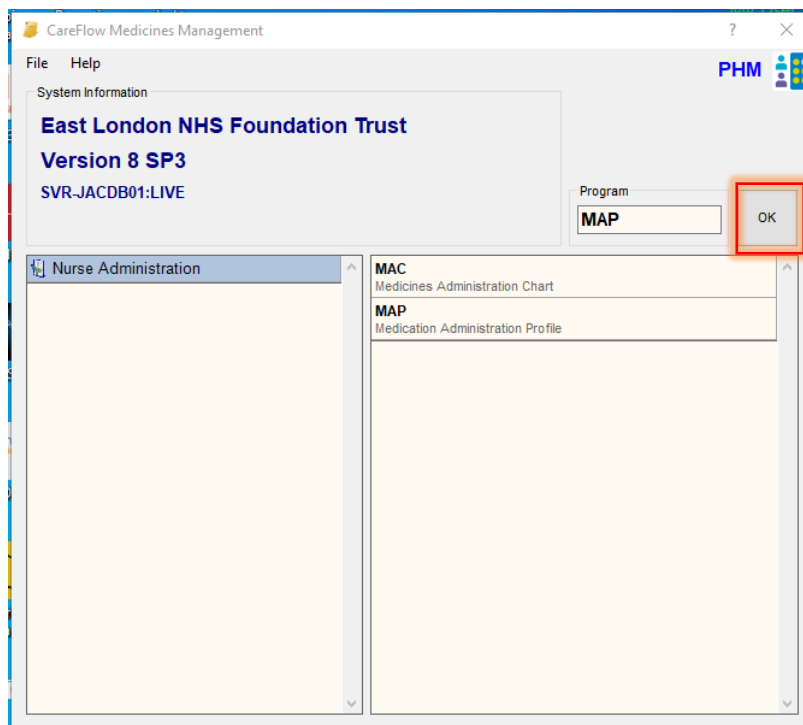 CareFlow Medicines Management
File Help
PHM
System Information
East London NHS Foundation Trust
Version 8 SP3
SVR-JACDB01:LIVE
Program
MAP
OK
Nurse Administration
MAC
Medicines Administration Chart
MAP
Medication Administration Profile